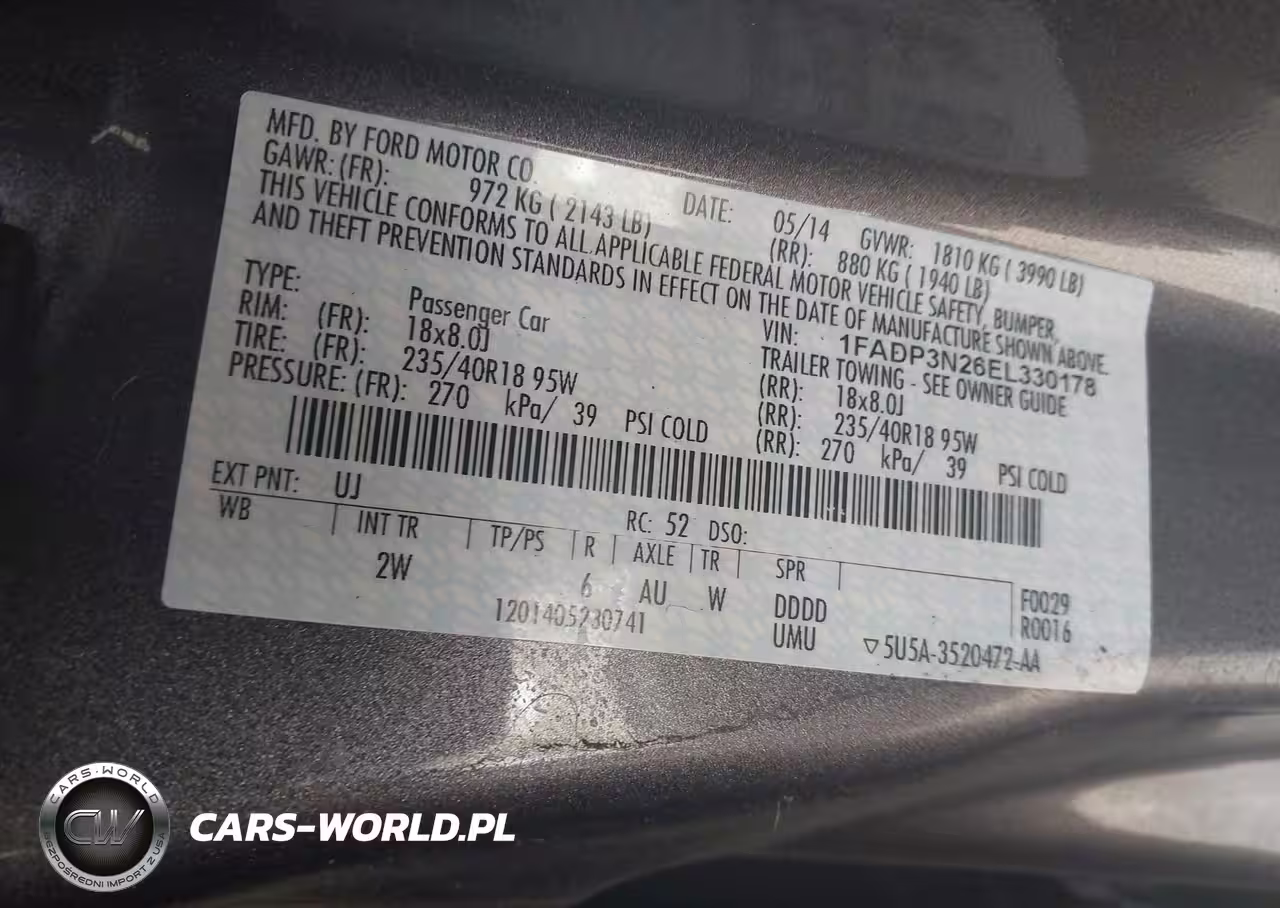 MFD. BY FORD MOTOR CO.
DATE: 05/14 GVWR: 1810 KG ( 3990 LB)
GAWR: (FR): 972 KG ( 2143 LB) (RR): 880 KG ( 1940 LB)
THIS VEHICLE CONFORMS TO ALL APPLICABLE FEDERAL MOTOR VEHICLE SAFETY, BUMPER,
AND THEFT PREVENTION STANDARDS IN EFFECT ON THE DATE OF MANUFACTURE SHOWN ABOVE.
VIN: 1FADP3N26EL330178
TYPE: Passenger Car TRAILER TOWING - SEE OWNER GUIDE
RIM: (FR): 18x8.0J (RR): 18x8.0J
TIRE: (FR): 235/40R18 95W (RR): 235/40R18 95W
PRESSURE: (FR): 270 kPa/ 39 PSI COLD (RR): 270 kPa/ 39 PSI COLD
EXT PNT: UJ RC: 52 DSO:
WB INT TR TP/PS R AXLE TR SPR
2W 6 AU W DDDD F0029
1201405230741 UMU R0016
▽5U5A-3520472-AA
CARS-WORLD
CW
BEZPOŚREDNI IMPORT Z USA
CARS-WORLD.PL